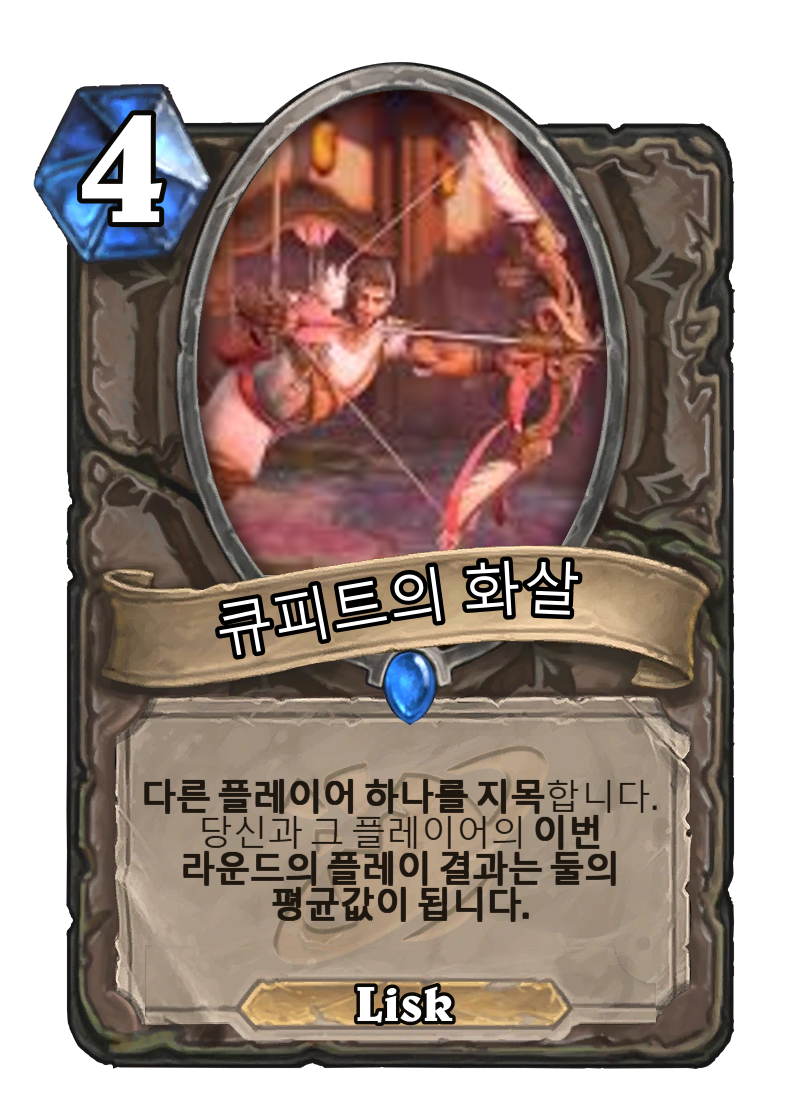 4
큐피트의 화살
다른 플레이어 하나를 지목합니다.
당신과 그 플레이어의 이번
라운드의 플레이 결과는 둘의
평균값이 됩니다.
Lisk